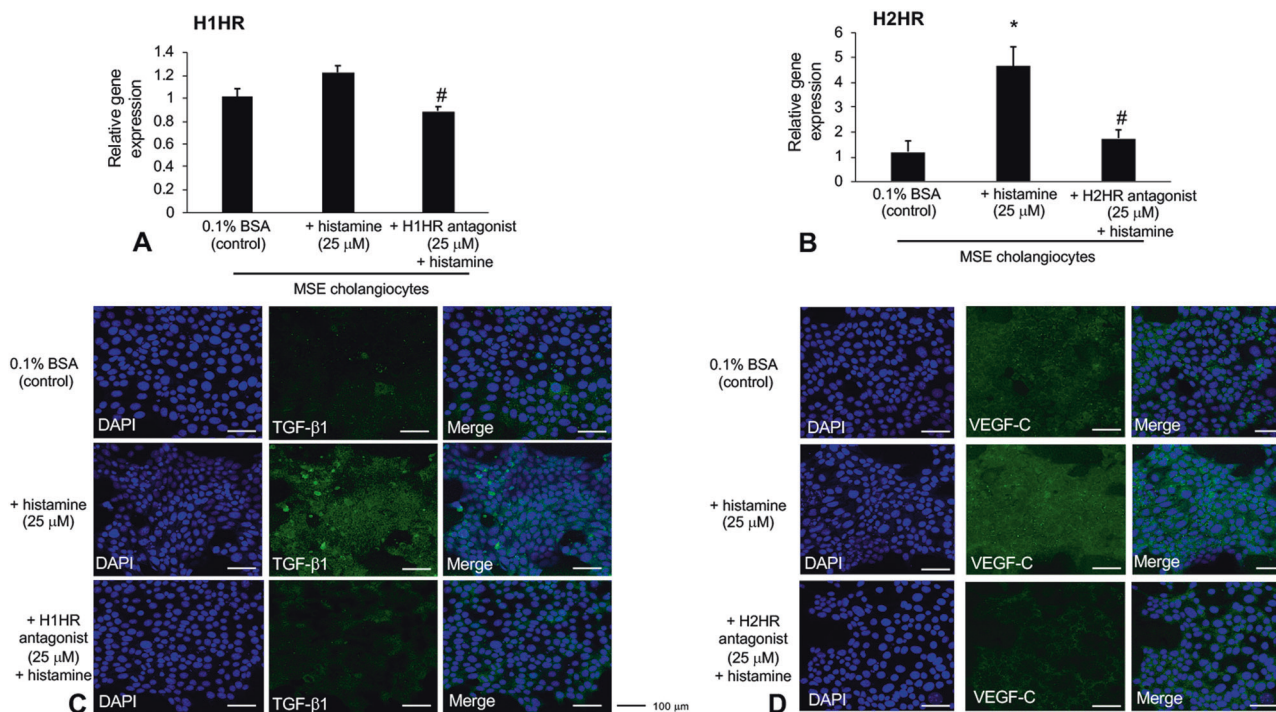 H1HR
Relative gene
expression
1.4
1.2
1
0.8
0.6
0.4
0.2
0
#
0.1% BSA
(control)
+ histamine
(25 μM)
+ H1HR antagonist
(25 μM)
+ histamine
A
MSE cholangiocytes
H2HR
Relative gene
expression
6
5
4
3
2
1
0
*
#
0.1% BSA
(control)
+ histamine
(25 μM)
+ H2HR antagonist
(25 μM)
+ histamine
B
MSE cholangiocytes
0.1% BSA
(control)
DAPI
TGF-β1
Merge
+ histamine
(25 μM)
DAPI
TGF-β1
Merge
+ H1HR
antagonist
(25 μM)
+ histamine
DAPI
TGF-β1
Merge
C
100 μm
0.1% BSA
(control)
DAPI
VEGF-C
Merge
+ histamine
(25 μM)
DAPI
VEGF-C
Merge
+ H2HR
antagonist
(25 μM)
+ histamine
DAPI
VEGF-C
Merge
D